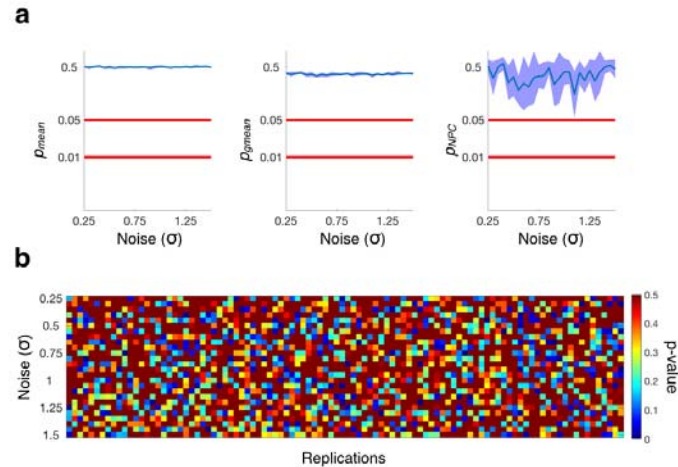 a
0.5
0.05
0.01
p_mean
0.25 0.75 1.25
Noise (σ)
0.5
0.05
0.01
p_gmean
0.25 0.75 1.25
Noise (σ)
0.5
0.05
0.01
p_NPC
0.25 0.75 1.25
Noise (σ)
b
0.25
0.5
0.75
1
1.25
1.5
Noise (σ)
Replications
0.5
0.4
0.3
0.2
0.1
0
p-value